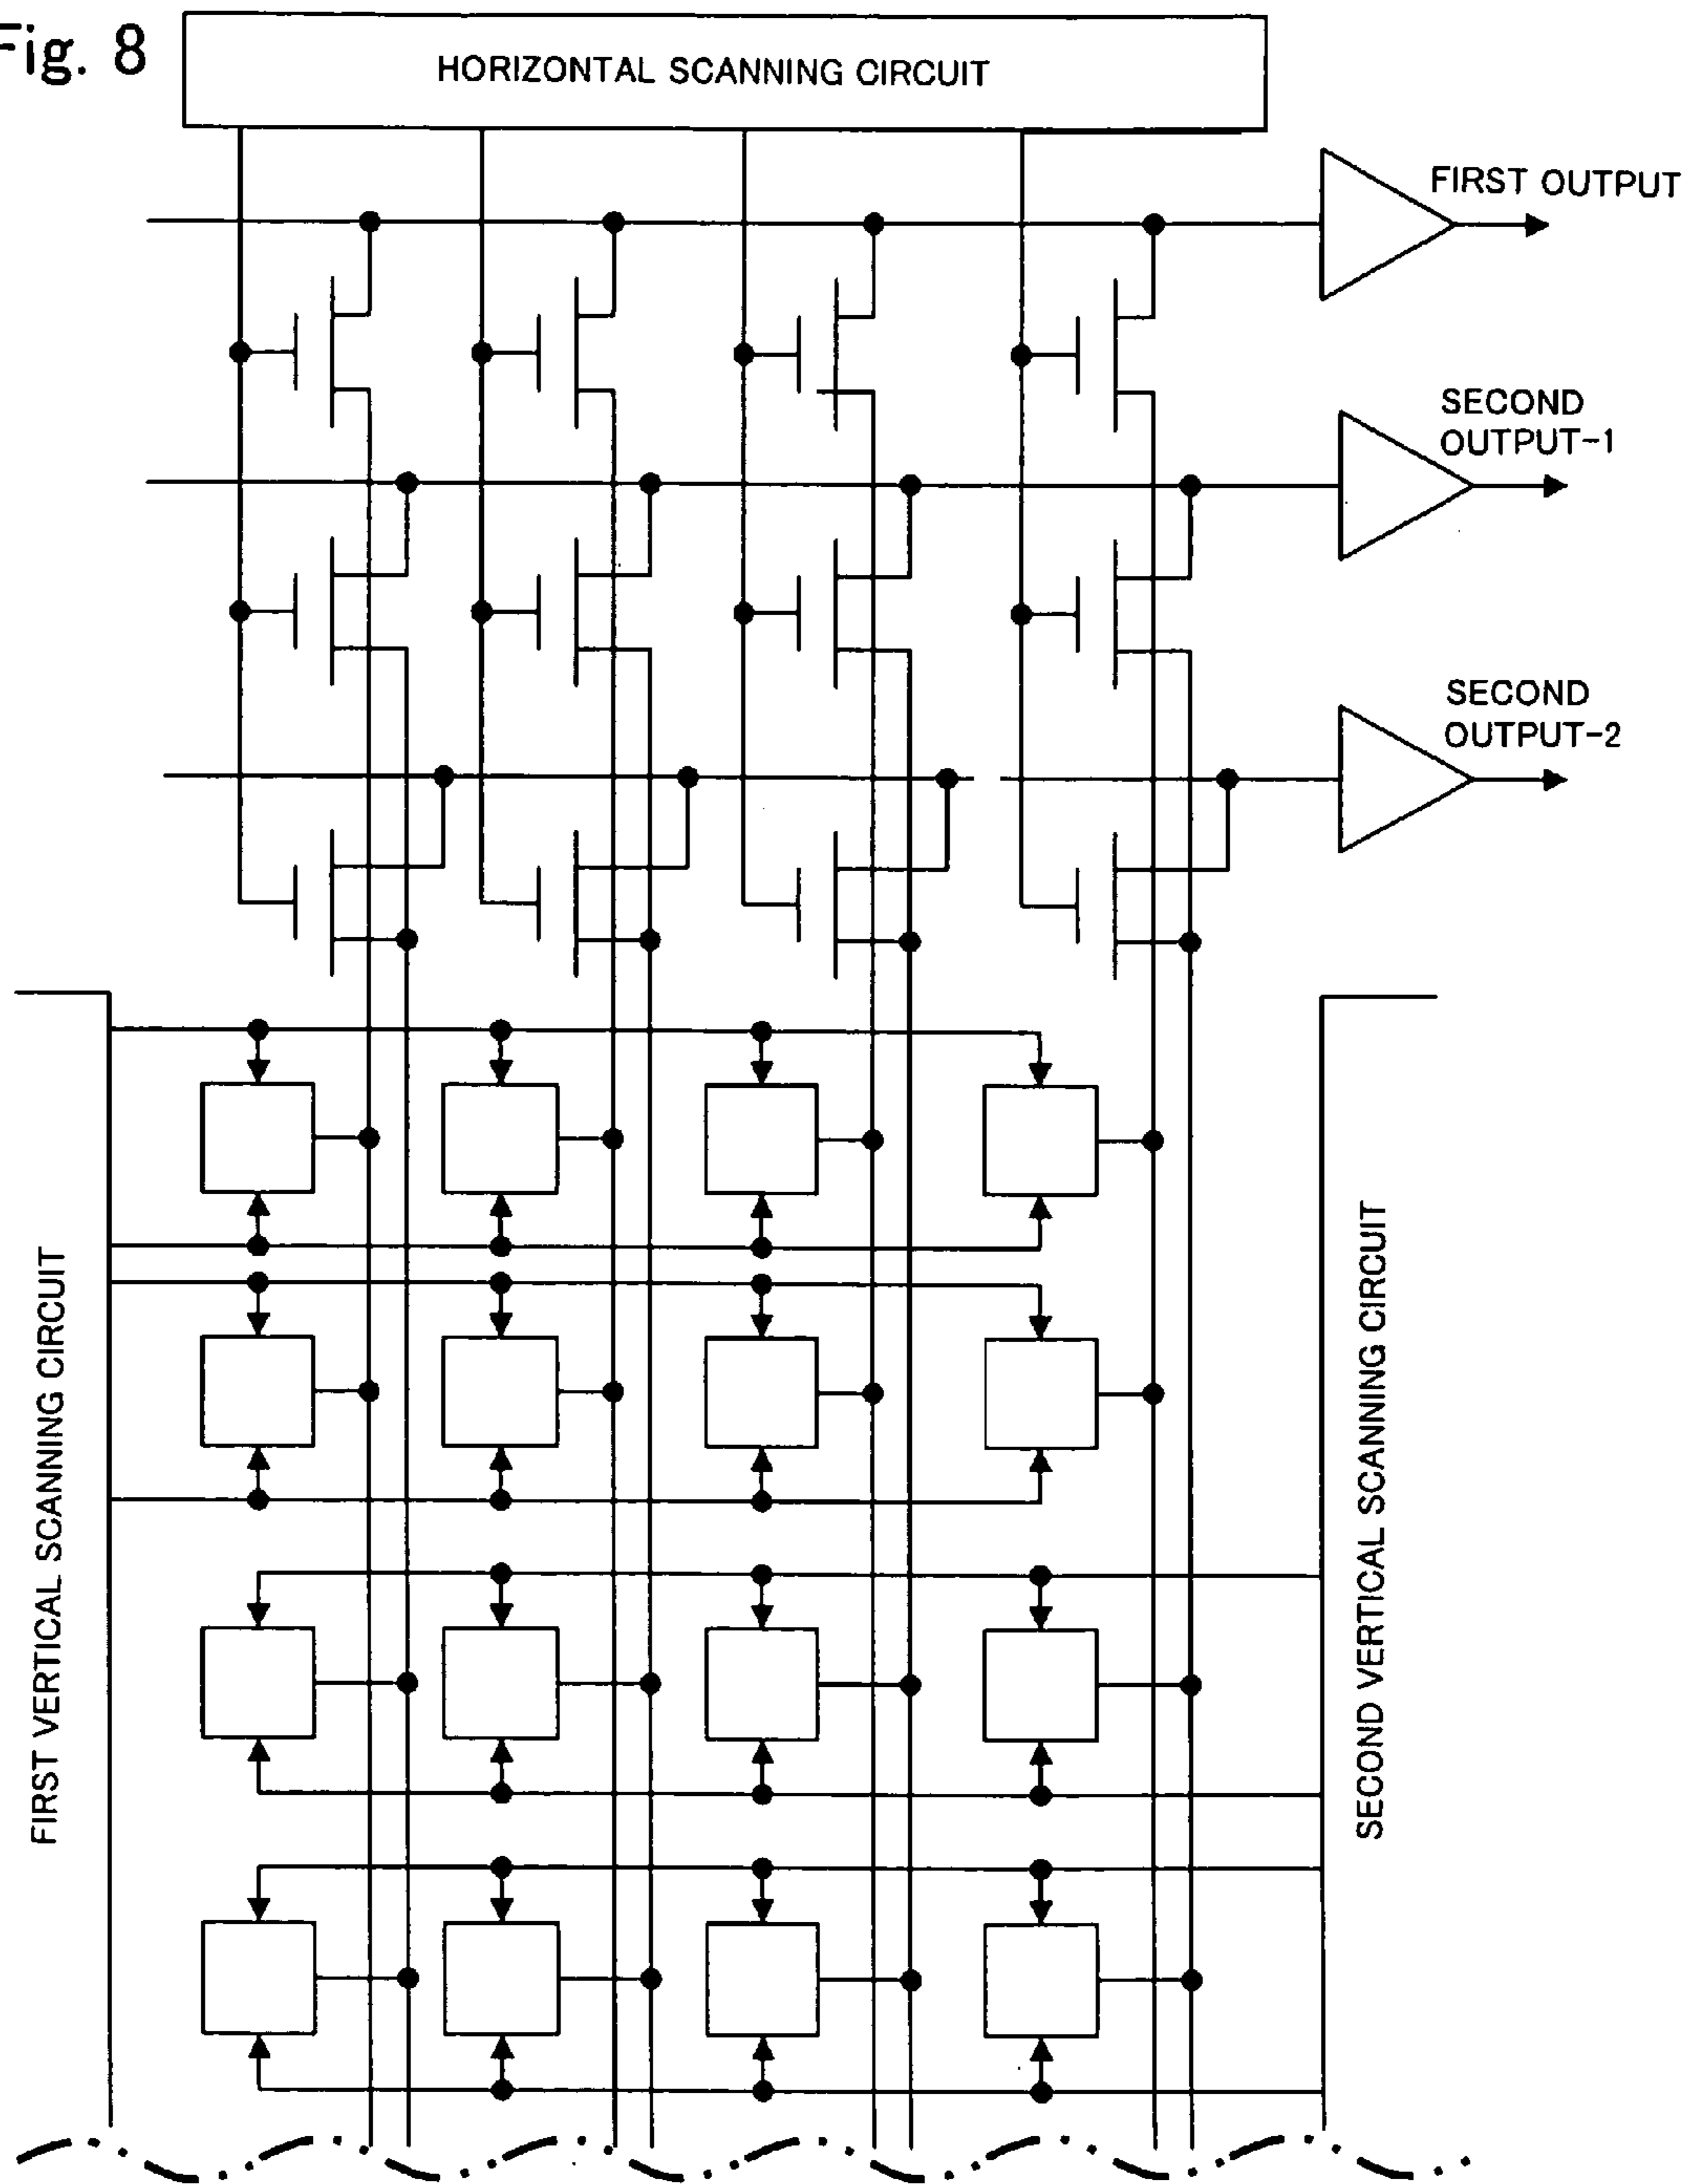 Fig. 8
HORIZONTAL SCANNING CIRCUIT
FIRST OUTPUT
SECOND
OUTPUT-1
SECOND
OUTPUT-2
FIRST VERTICAL SCANNING CIRCUIT
SECOND VERTICAL SCANNING CIRCUIT